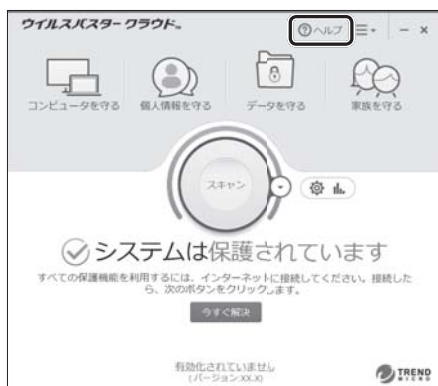 ウイルスバスター クラウド™
ヘルプ
コンピュータを守る
個人情報を守る
データを守る
家族を守る
スキャン
システムは保護されています
すべての保護機能を利用するには、インターネットに接続してください。接続した
ら、次のボタンをクリックします。
今すぐ解決
有効化されていません
(バージョン:XX.X)
TREND
MICRO